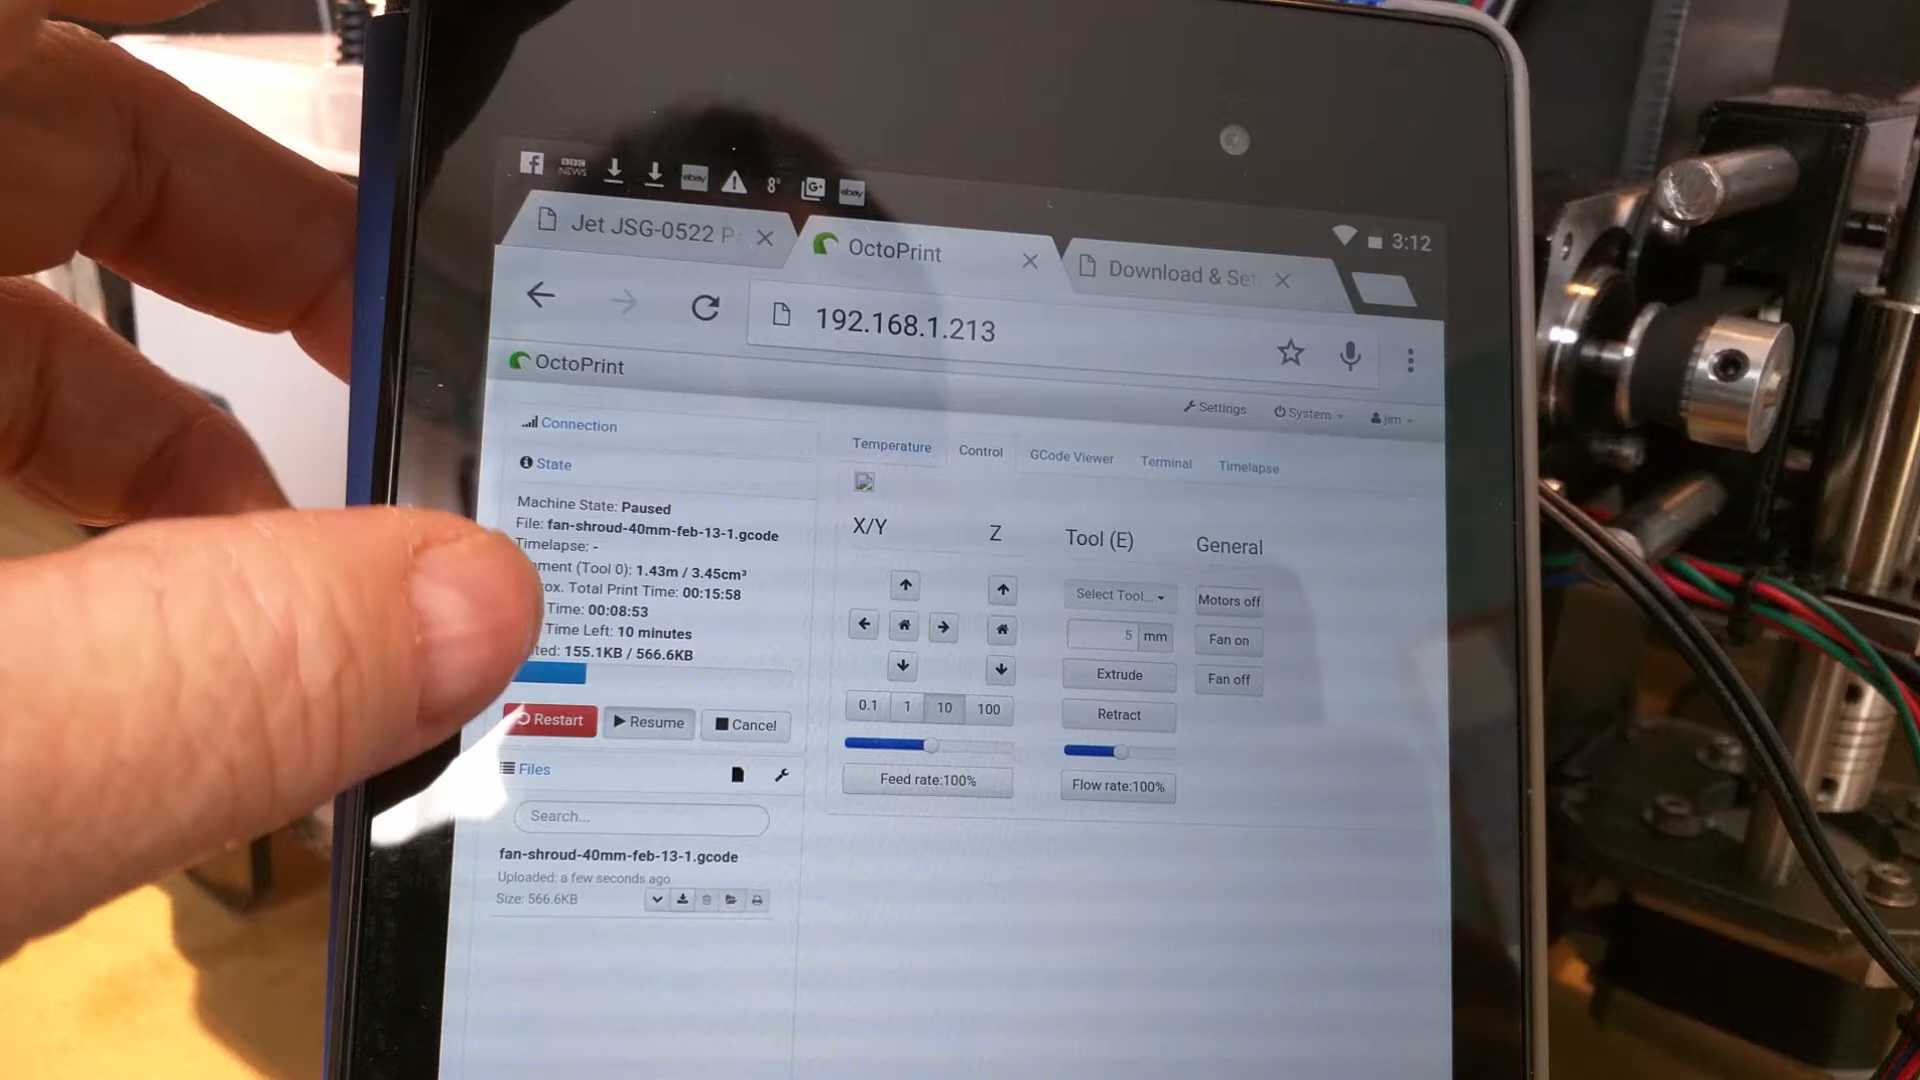 BBC
NEWS
ebay
8°
G+
ebay
3:12
Jet JSG-0522 P
OctoPrint
Download & Se
192.168.1.213
OctoPrint
Settings
System
jim
Connection
Temperature
Control
GCode Viewer
Terminal
Timelapse
State
Machine State: Paused
File: fan-shroud-40mm-feb-13-1.gcode
Timelapse: -
ment (Tool 0): 1.43m / 3.45cm³
ox. Total Print Time: 00:15:58
Time: 00:08:53
Time Left: 10 minutes
ted: 155.1KB / 566.6KB
Restart
Resume
Cancel
X/Y
Z
Tool (E)
General
Select Tool...
5 mm
Extrude
Retract
Motors off
Fan on
Fan off
0.1 1 10 100
Feed rate:100%
Flow rate:100%
Files
Search...
fan-shroud-40mm-feb-13-1.gcode
Uploaded: a few seconds ago
Size: 566.6KB